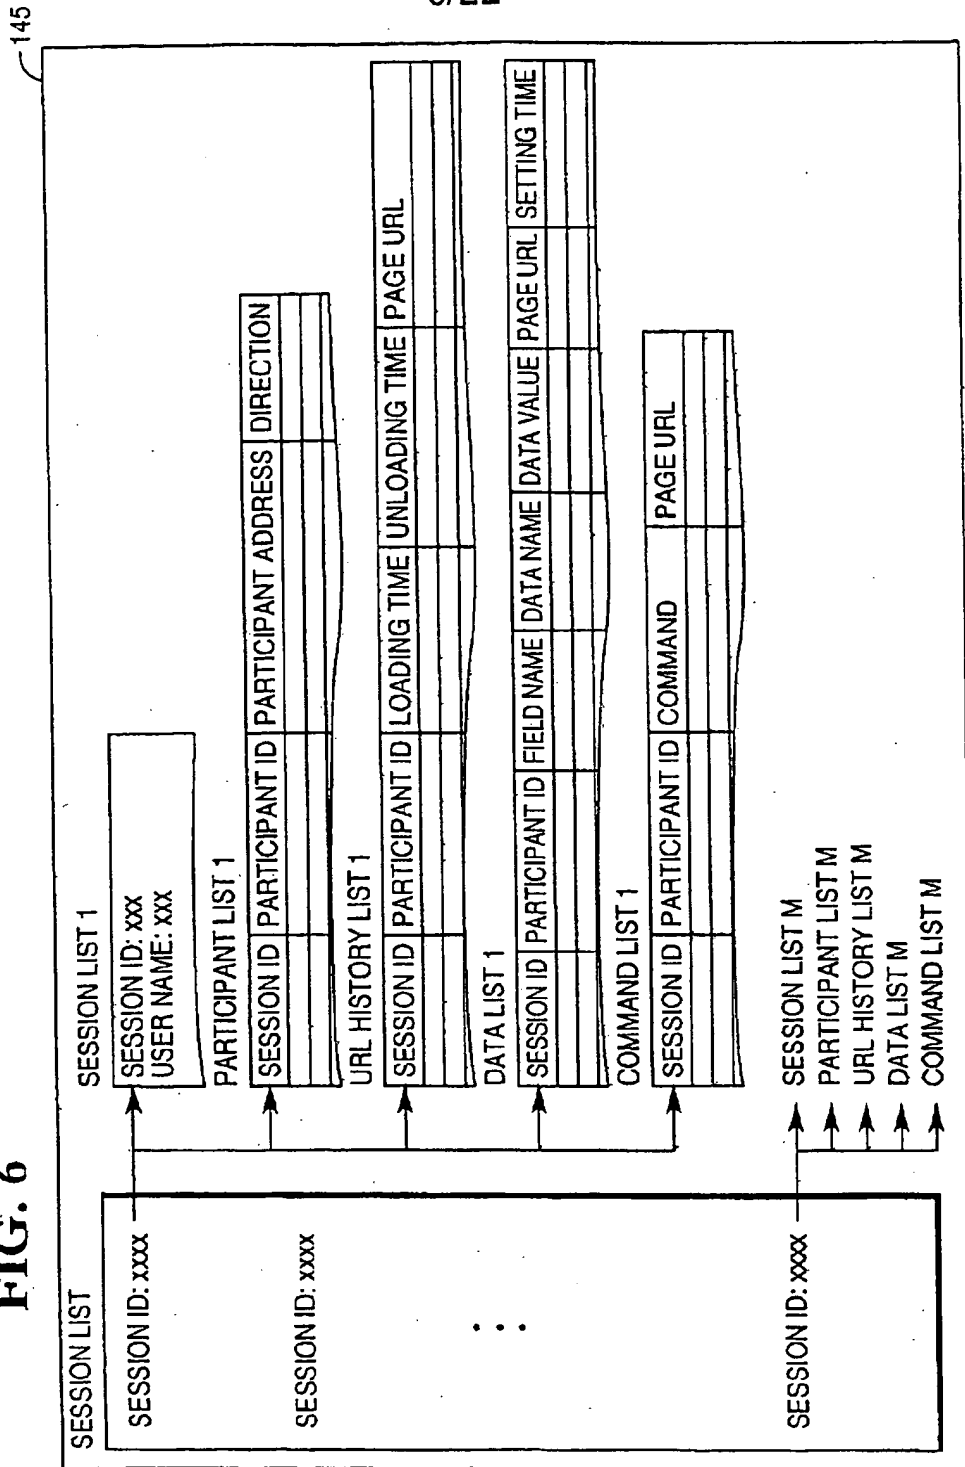 FIG. 6
145
SESSION LIST
SESSION ID: xxxx
SESSION ID: xxxx
SESSION ID: xxxx
SESSION LIST 1
SESSION ID: xxx
USER NAME: xxx
PARTICIPANT LIST 1
SESSION ID PARTICIPANT ID PARTICIPANT ADDRESS DIRECTION
URL HISTORY LIST 1
SESSION ID PARTICIPANT ID LOADING TIME UNLOADING TIME PAGE URL
DATA LIST 1
SESSION ID PARTICIPANT ID FIELD NAME DATA NAME DATA VALUE PAGE URL SETTING TIME
COMMAND LIST 1
SESSION ID PARTICIPANT ID COMMAND PAGE URL
SESSION LIST M
PARTICIPANT LIST M
URL HISTORY LIST M
DATA LIST M
COMMAND LIST M